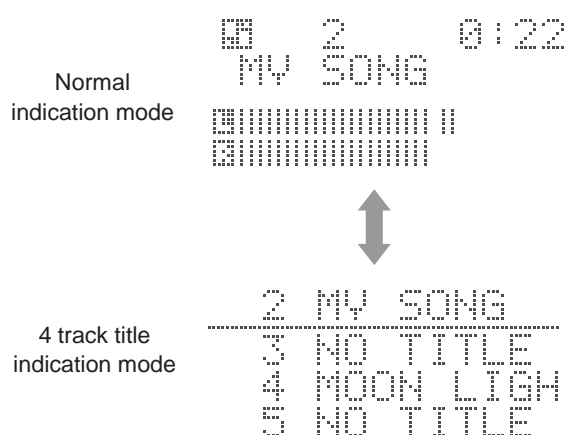 2 0:22
MY SONG
Normal
indication mode
L
R
2 MY SONG
3 NO TITLE
4 MOON LIGH
5 NO TITLE
4 track title
indication mode